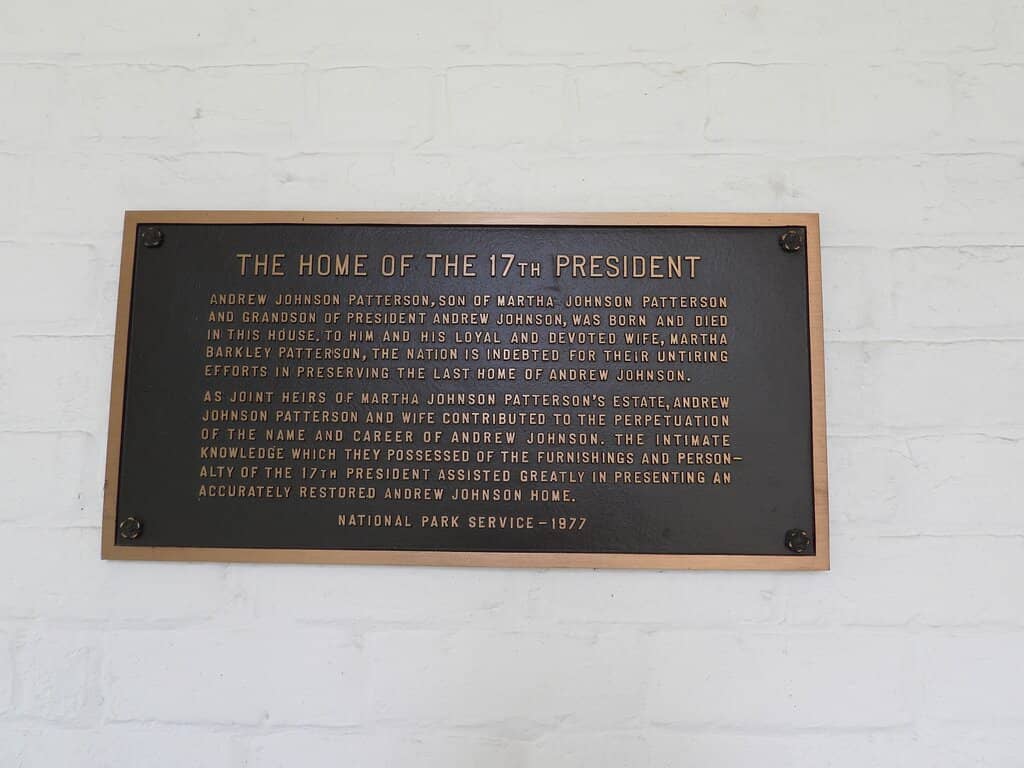 THE HOME OF THE 17TH PRESIDENT
ANDREW JOHNSON PATTERSON, SON OF MARTHA JOHNSON PATTERSON
AND GRANDSON OF PRESIDENT ANDREW JOHNSON, WAS BORN AND DIED
IN THIS HOUSE. TO HIM AND HIS LOYAL AND DEVOTED WIFE, MARTHA
BARKLEY PATTERSON, THE NATION IS INDEBTED FOR THEIR UNTIRING
EFFORTS IN PRESERVING THE LAST HOME OF ANDREW JOHNSON.
AS JOINT HEIRS OF MARTHA JOHNSON PATTERSON'S ESTATE, ANDREW
JOHNSON PATTERSON AND WIFE CONTRIBUTED TO THE PERPETUATION
OF THE NAME AND CAREER OF ANDREW JOHNSON. THE INTIMATE
KNOWLEDGE WHICH THEY POSSESSED OF THE FURNISHINGS AND PERSON-
ALTY OF THE 17TH PRESIDENT ASSISTED GREATLY IN PRESENTING AN
ACCURATELY RESTORED ANDREW JOHNSON HOME.
NATIONAL PARK SERVICE - 1977